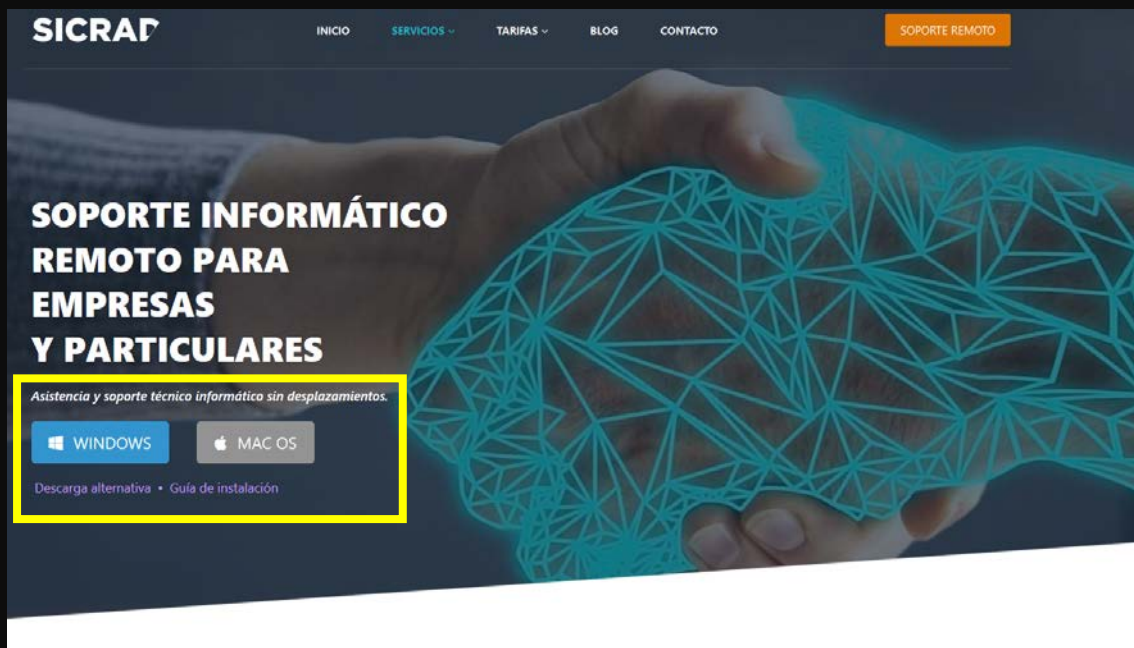 SICRAD
INICIO
SERVICIOS
TARIFAS
BLOG
CONTACTO
SOPORTE REMOTO
SOPORTE INFORMÁTICO
REMOTO PARA
EMPRESAS
Y PARTICULARES
Asistencia y soporte técnico informático sin desplazamientos.
WINDOWS
MAC OS
Descarga alternativa • Guía de instalación